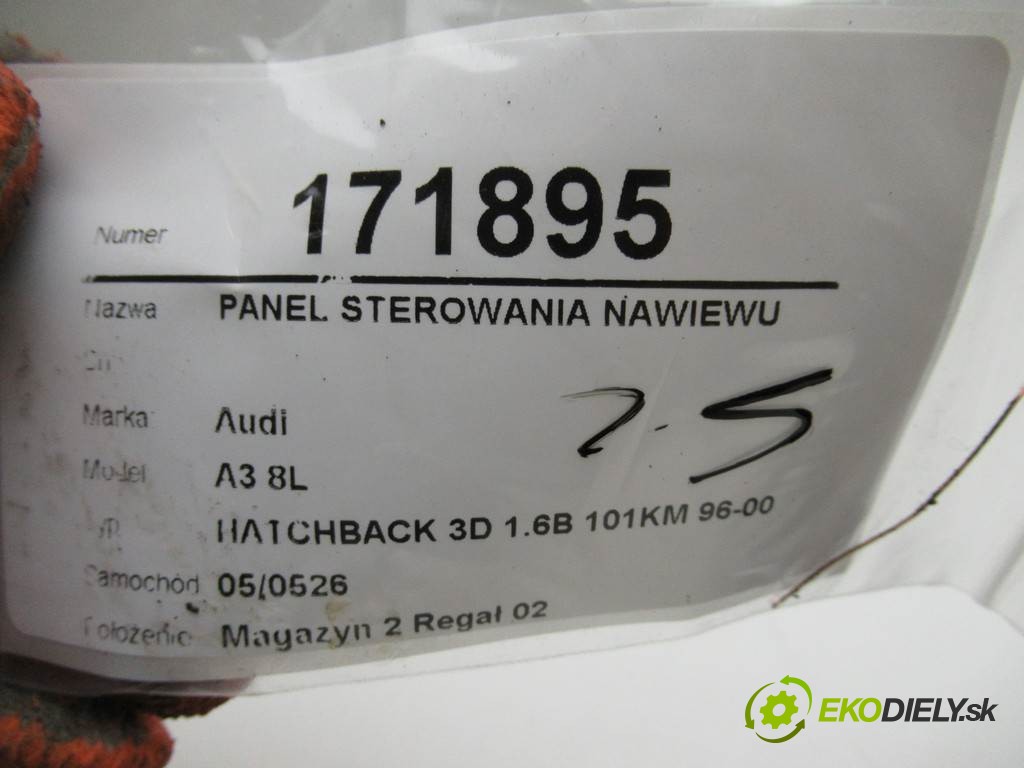 Numer 171895
Nazwa PANEL STEROWANIA NAWIEWU
Marka Audi
2-5
Model A3 8L
HATCHBACK 3D 1.6B 101KM 96-00
Samochód 05/0526
Położenie Magazyn 2 Regał 02
EKODIELY.sk